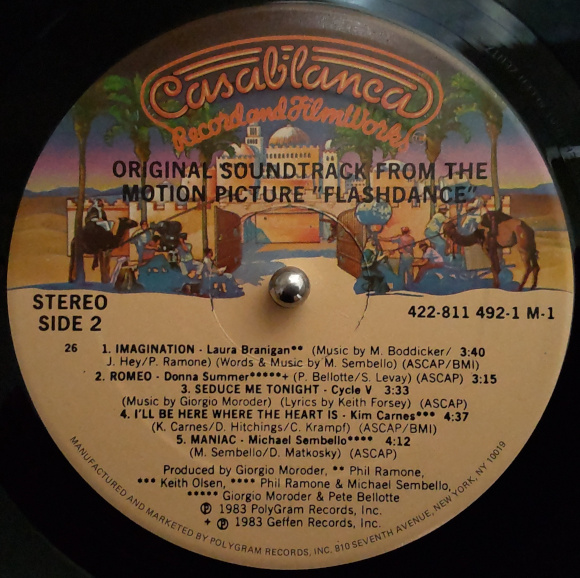 Casablanca
Record and FilmWorks
ORIGINAL SOUNDTRACK FROM THE
MOTION PICTURE "FLASHDANCE"
STEREO
SIDE 2
422-811 492-1 M-1
26
1. IMAGINATION - Laura Branigan** (Music by M. Boddicker/ 3:40
J. Hey/P. Ramone) (Words & Music by M. Sembello) (ASCAP/BMI)
2. ROMEO - Donna Summer*****+ (P. Bellotte/S. Levay) (ASCAP) 3:15
3. SEDUCE ME TONIGHT - Cycle V 3:33
(Music by Giorgio Moroder) (Lyrics by Keith Forsey) (ASCAP)
4. I'LL BE HERE WHERE THE HEART IS - Kim Carnes*** 4:37
(K. Carnes/D. Hitchings/C. Krampf) (ASCAP/BMI)
5. MANIAC - Michael Sembello**** 4:12
(M. Sembello/D. Matkosky) (ASCAP)
Produced by Giorgio Moroder, ** Phil Ramone,
*** Keith Olsen, **** Phil Ramone & Michael Sembello,
***** Giorgio Moroder & Pete Bellotte
℗ 1983 PolyGram Records, Inc.
+ ℗ 1983 Geffen Records, Inc.
MANUFACTURED AND MARKETED BY POLYGRAM RECORDS, INC. 810 SEVENTH AVENUE, NEW YORK, NY 10019